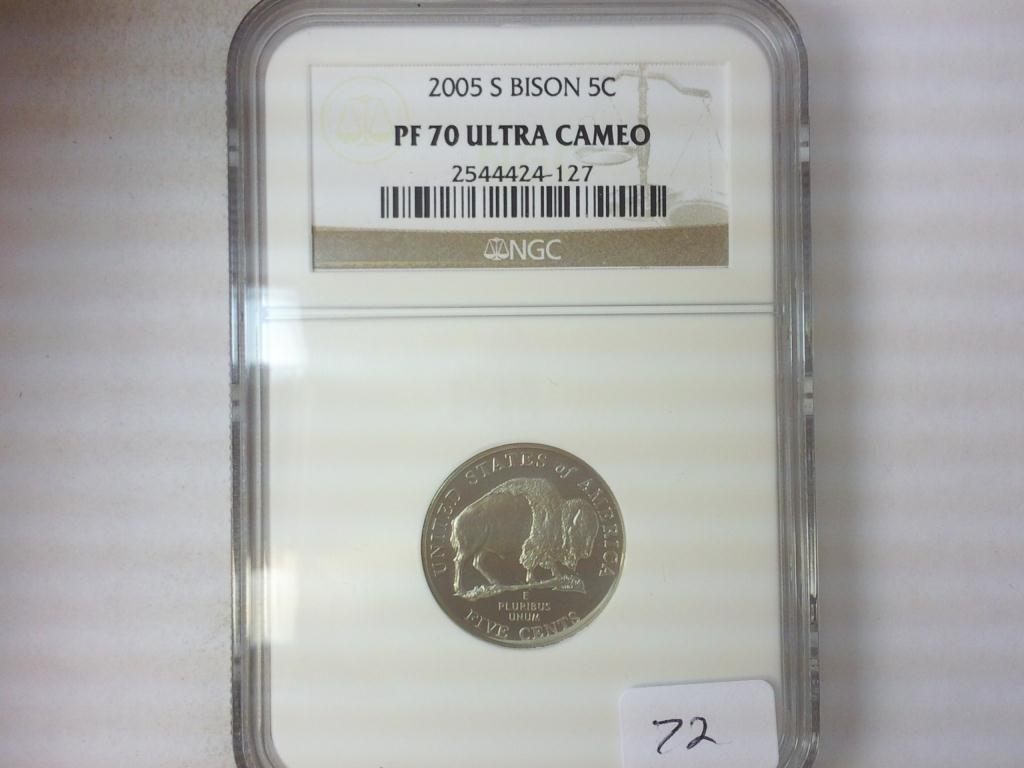 2005 S BISON 5C
PF 70 ULTRA CAMEO
2544424-127
NGC
UNITED STATES of AMERICA
E
PLURIBUS
UNUM
FIVE CENTS
72